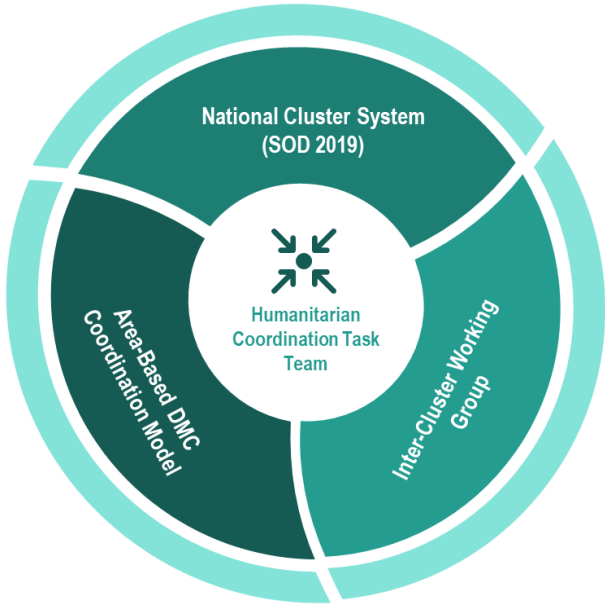 National Cluster System
(SOD 2019)
Humanitarian
Coordination Task
Team
Area-Based DMC
Coordination Model
Inter-Cluster Working
Group